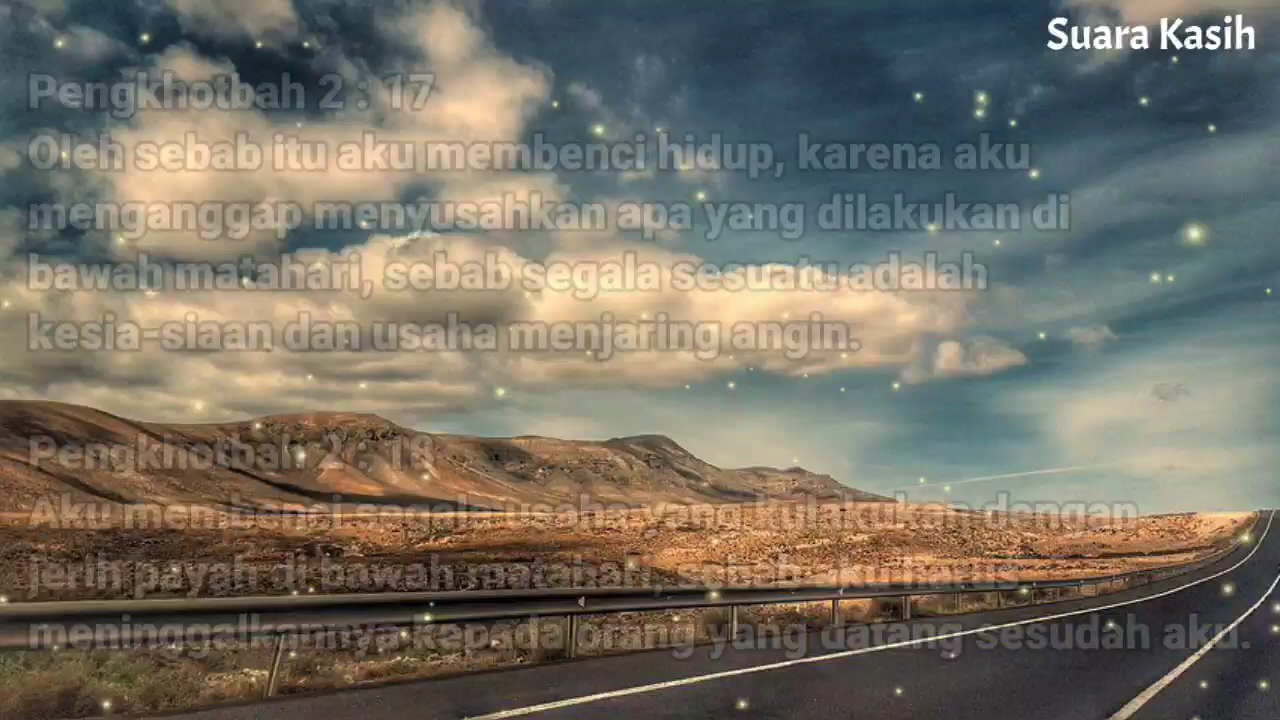 Suara Kasih
Pengkhotbah 2 : 17
Oleh sebab itu aku membenci hidup, karena aku
menganggap menyusahkan apa yang dilakukan di
bawah matahari, sebab segala sesuatu adalah
kesia-siaan dan usaha menjaring angin.
Pengkhotbah 2 : 18
Aku membenci segala usaha yang kulakukan dengan
jerih payah di bawah matahari, sebab aku harus
meninggalkannya kepada orang yang datang sesudah aku.